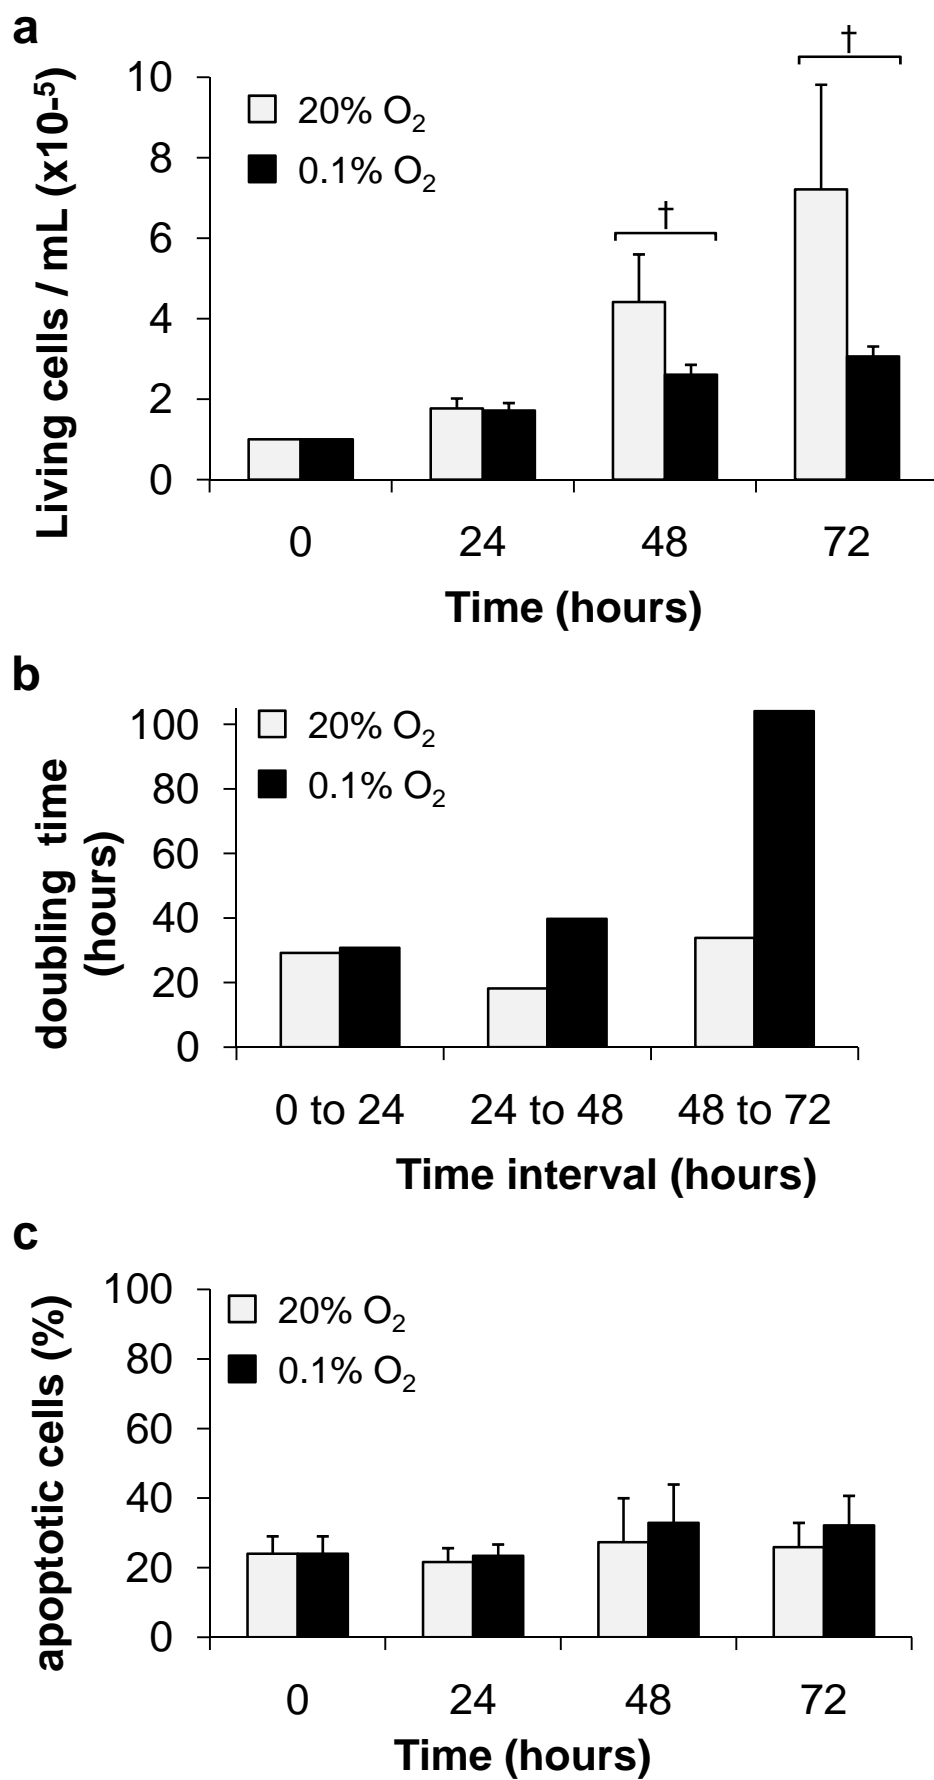 a
Living cells / mL (x10-⁵)
10
8
6
4
2
0
20% O₂
0.1% O₂
†
†
0 24 48 72
Time (hours)
b
doubling time
(hours)
100
80
60
40
20
0
20% O₂
0.1% O₂
0 to 24 24 to 48 48 to 72
Time interval (hours)
c
apoptotic cells (%)
100
80
60
40
20
0
20% O₂
0.1% O₂
0 24 48 72
Time (hours)